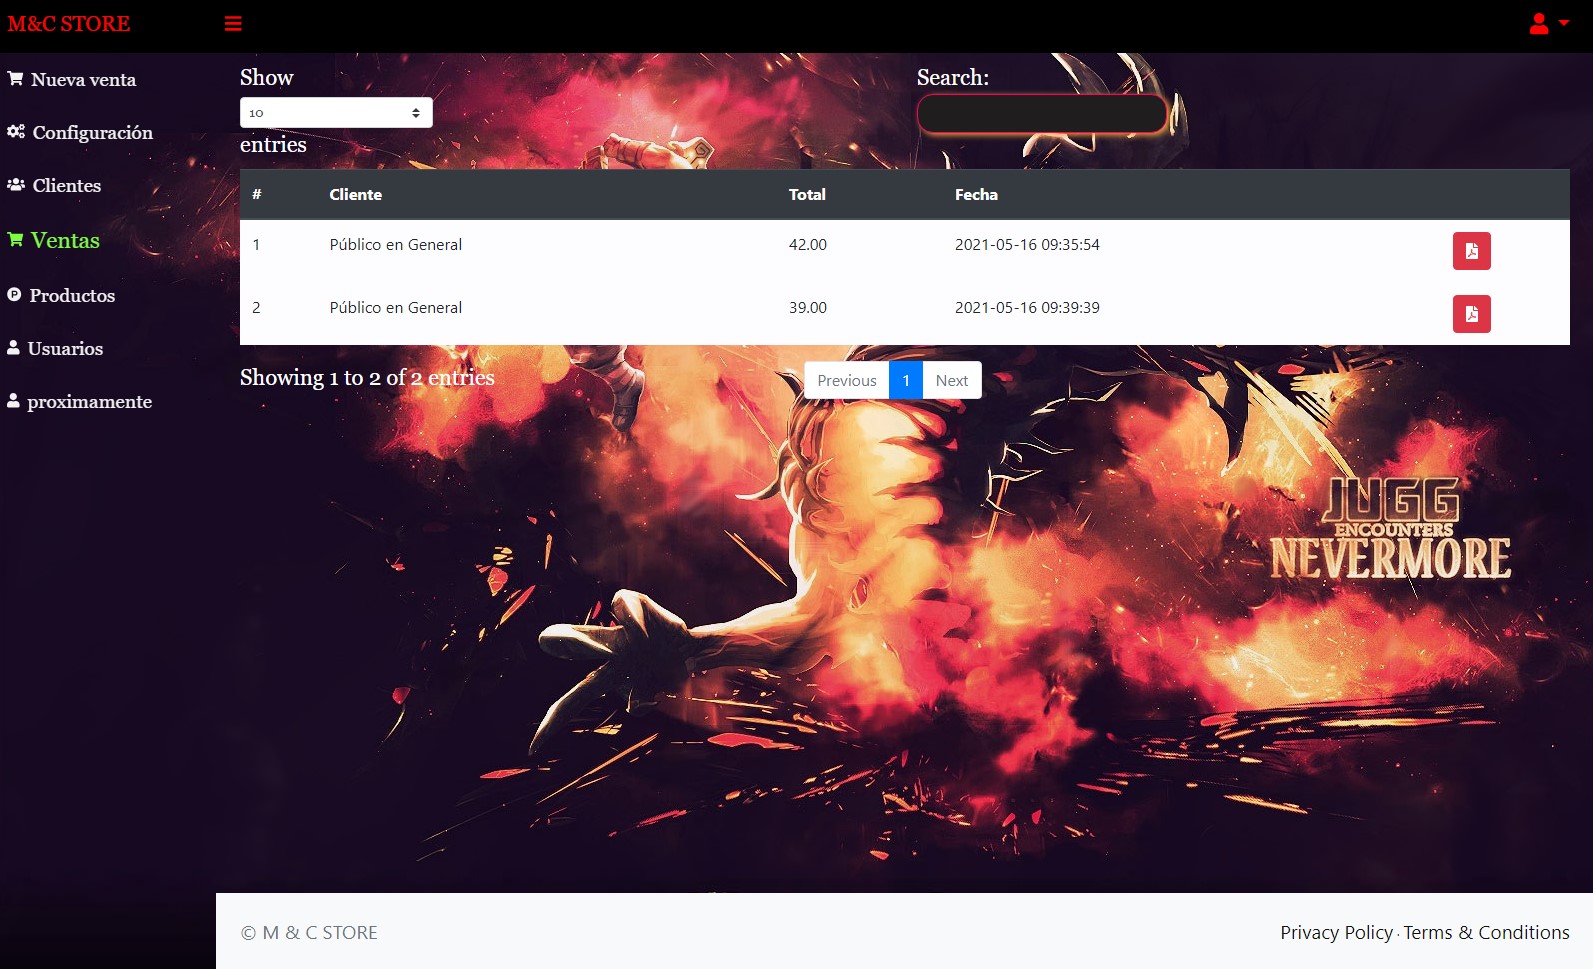 M&C STORE
Nueva venta
Configuración
Clientes
Ventas
Productos
Usuarios
proximamente
Show
10
entries
Search:
# Cliente Total Fecha
1 Público en General 42.00 2021-05-16 09:35:54
2 Público en General 39.00 2021-05-16 09:39:39
Showing 1 to 2 of 2 entries
Previous 1 Next
JUGG
ENCOUNTERS
NEVERMORE
© M & C STORE
Privacy Policy · Terms & Conditions